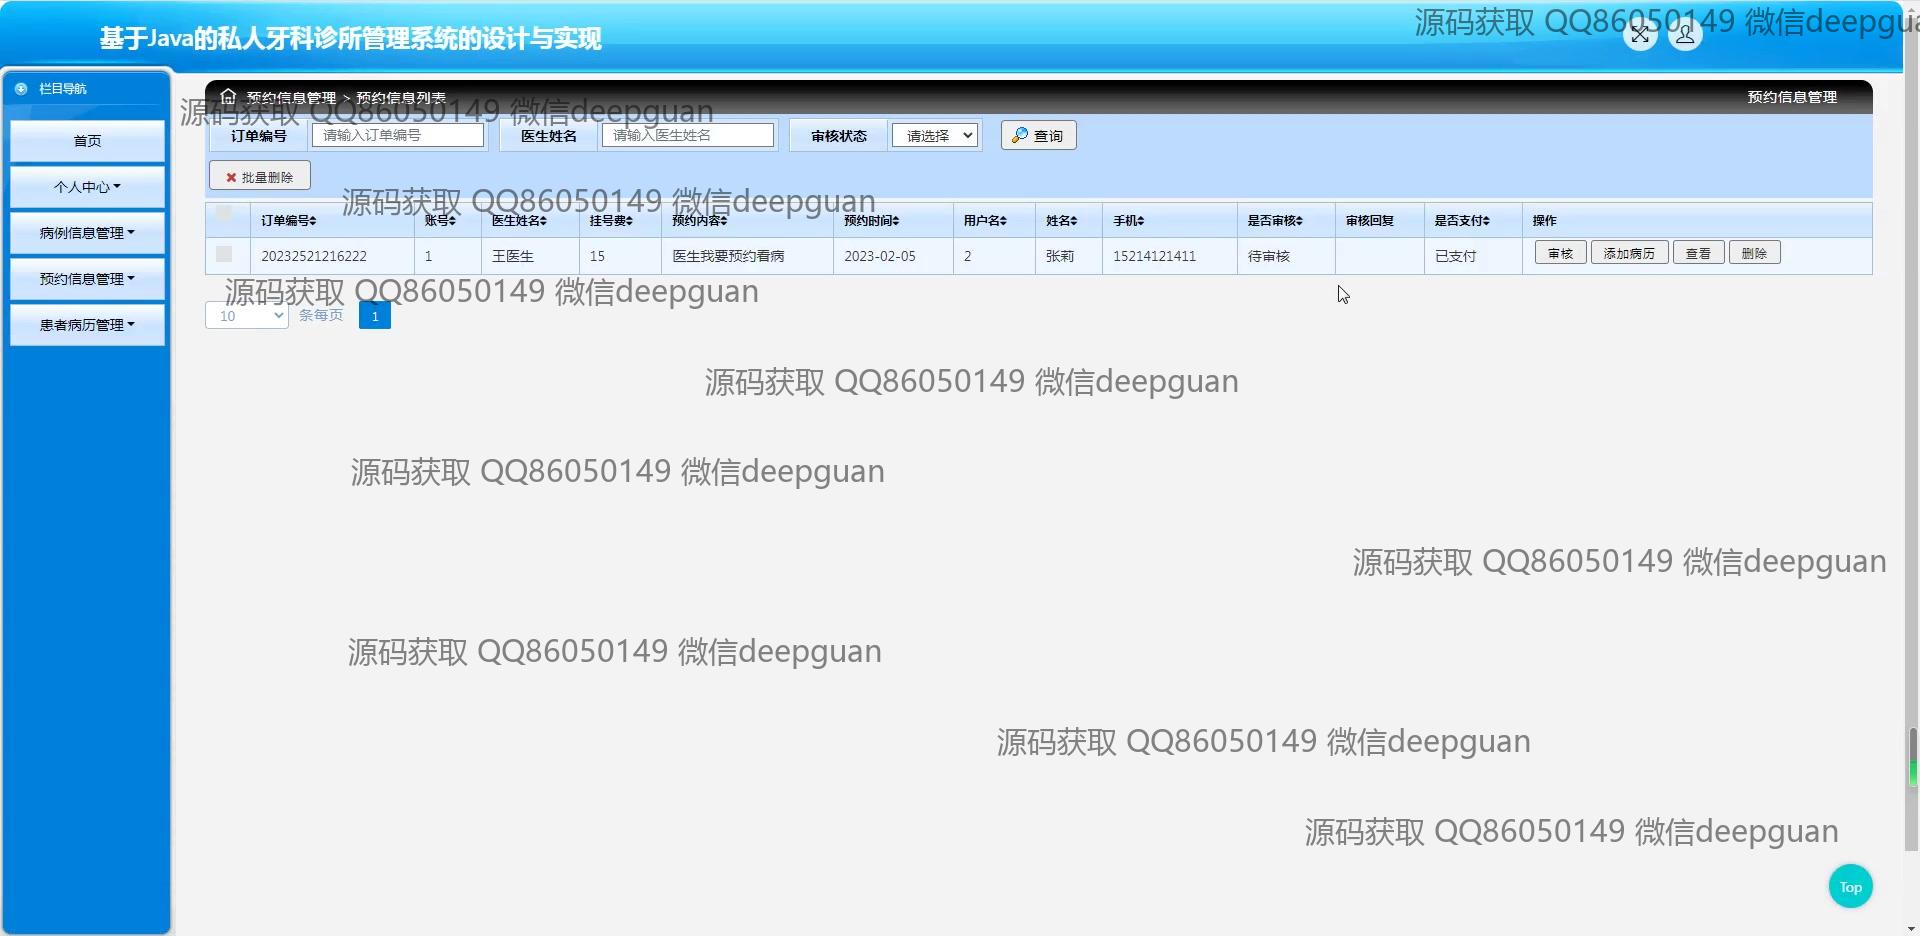 基于Java的私人牙科诊所管理系统的设计与实现
源码获取 QQ86050149 微信deepgua
栏目导航
首页
个人中心
病例信息管理
预约信息管理
患者病历管理
预约信息管理 > 预约信息列表
预约信息管理
源码获取 QQ86050149 微信deepguan
订单编号 请输入订单编号 医生姓名 请输入医生姓名 审核状态 请选择 查询
批量删除
源码获取 QQ86050149 微信deepguan
订单编号 账号 医生姓名 挂号费 预约内容 预约时间 用户名 姓名 手机 是否审核 审核回复 是否支付 操作
20232521216222 1 王医生 15 医生我要预约看病 2023-02-05 2 张莉 15214121411 待审核 已支付 审核 添加病历 查看 删除
源码获取 QQ86050149 微信deepguan
10 条每页 1
源码获取 QQ86050149 微信deepguan
源码获取 QQ86050149 微信deepguan
源码获取 QQ86050149 微信deepguan
源码获取 QQ86050149 微信deepguan
源码获取 QQ86050149 微信deepguan
源码获取 QQ86050149 微信deepguan
Top